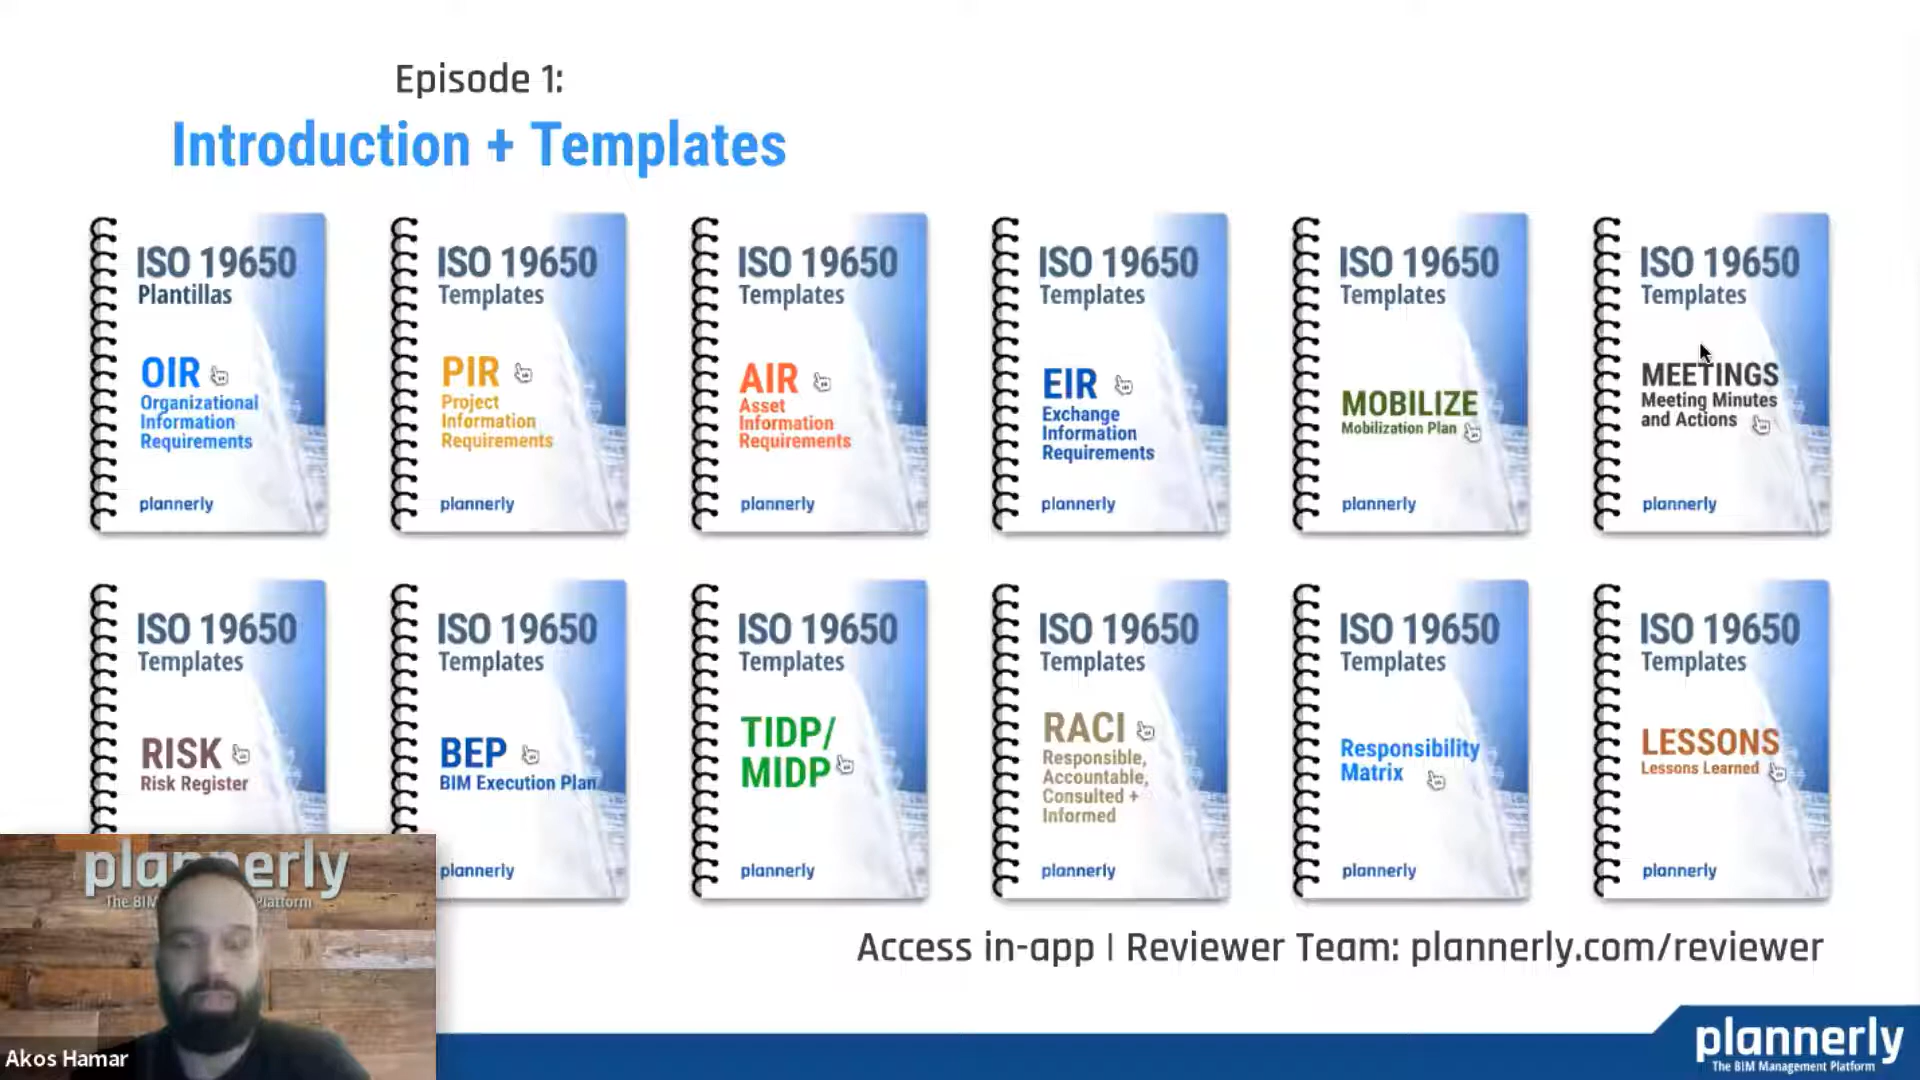 Episode 1:
Introduction + Templates
ISO 19650
Plantillas
OIR
Organizational
Information
Requirements
plannerly
ISO 19650
Templates
PIR
Project
Information
Requirements
plannerly
ISO 19650
Templates
AIR
Asset
Information
Requirements
plannerly
ISO 19650
Templates
EIR
Exchange
Information
Requirements
plannerly
ISO 19650
Templates
MOBILIZE
Mobilization Plan
plannerly
ISO 19650
Templates
MEETINGS
Meeting Minutes
and Actions
plannerly
ISO 19650
Templates
RISK
Risk Register
ISO 19650
Templates
BEP
BIM Execution Plan
plannerly
ISO 19650
Templates
TIDP/
MIDP
plannerly
ISO 19650
Templates
RACI
Responsible,
Accountable,
Consulted +
Informed
plannerly
ISO 19650
Templates
Responsibility
Matrix
plannerly
ISO 19650
Templates
LESSONS
Lessons Learned
plannerly
Access in-app | Reviewer Team: plannerly.com/reviewer
plannerly
The BIM Platform
Akos Hamar
plannerly
The BIM Management Platform